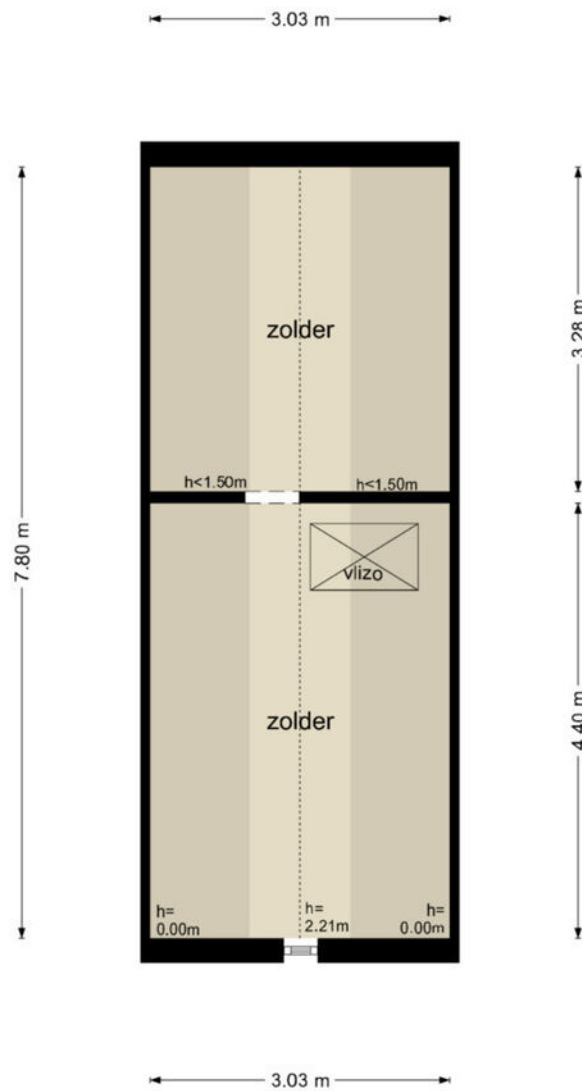 3.03 m
zolder
3.28 m
7.80 m
h<1.50m
h<1.50m
vlizo
zolder
4.40 m
h=
0.00m
h=
2.21m
h=
0.00m
3.03 m